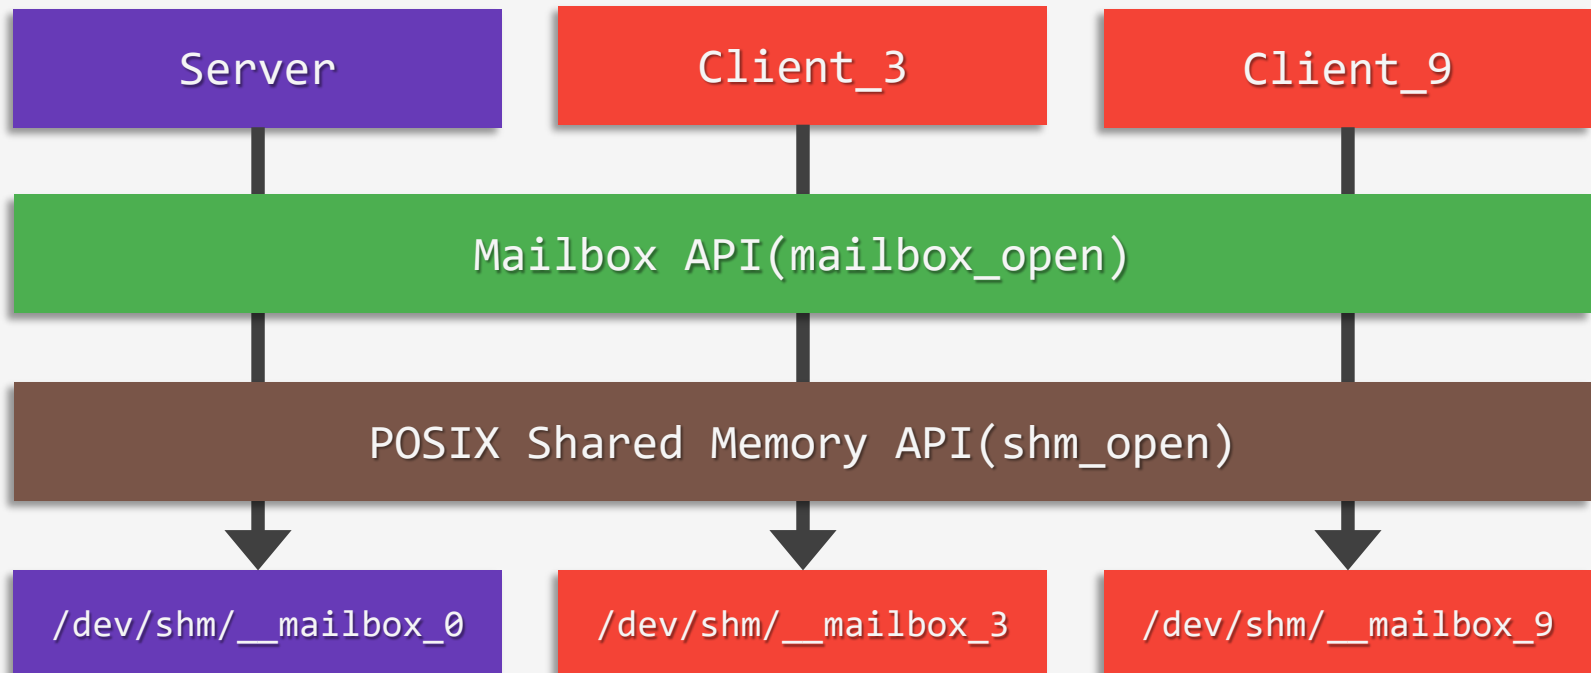 Server
Client_3
Client_9
Mailbox API(mailbox_open)
POSIX Shared Memory API(shm_open)
/dev/shm/__mailbox_0
/dev/shm/__mailbox_3
/dev/shm/__mailbox_9